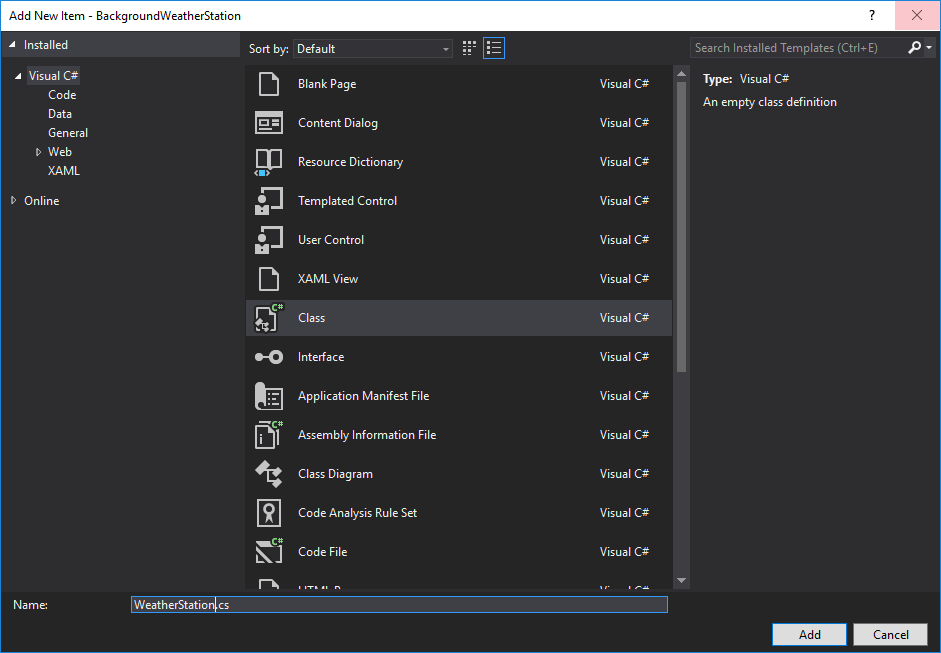 Add New Item - BackgroundWeatherStation
?
Installed
Sort by: Default
Search Installed Templates (Ctrl+E)
Visual C#
Code
Data
General
Web
XAML
Online
Blank Page Visual C#
Content Dialog Visual C#
Resource Dictionary Visual C#
Templated Control Visual C#
User Control Visual C#
XAML View Visual C#
C# Class Visual C#
Interface Visual C#
Application Manifest File Visual C#
C# Assembly Information File Visual C#
Class Diagram Visual C#
Code Analysis Rule Set Visual C#
C# Code File Visual C#
Type: Visual C#
An empty class definition
Name: WeatherStation.cs
Add Cancel